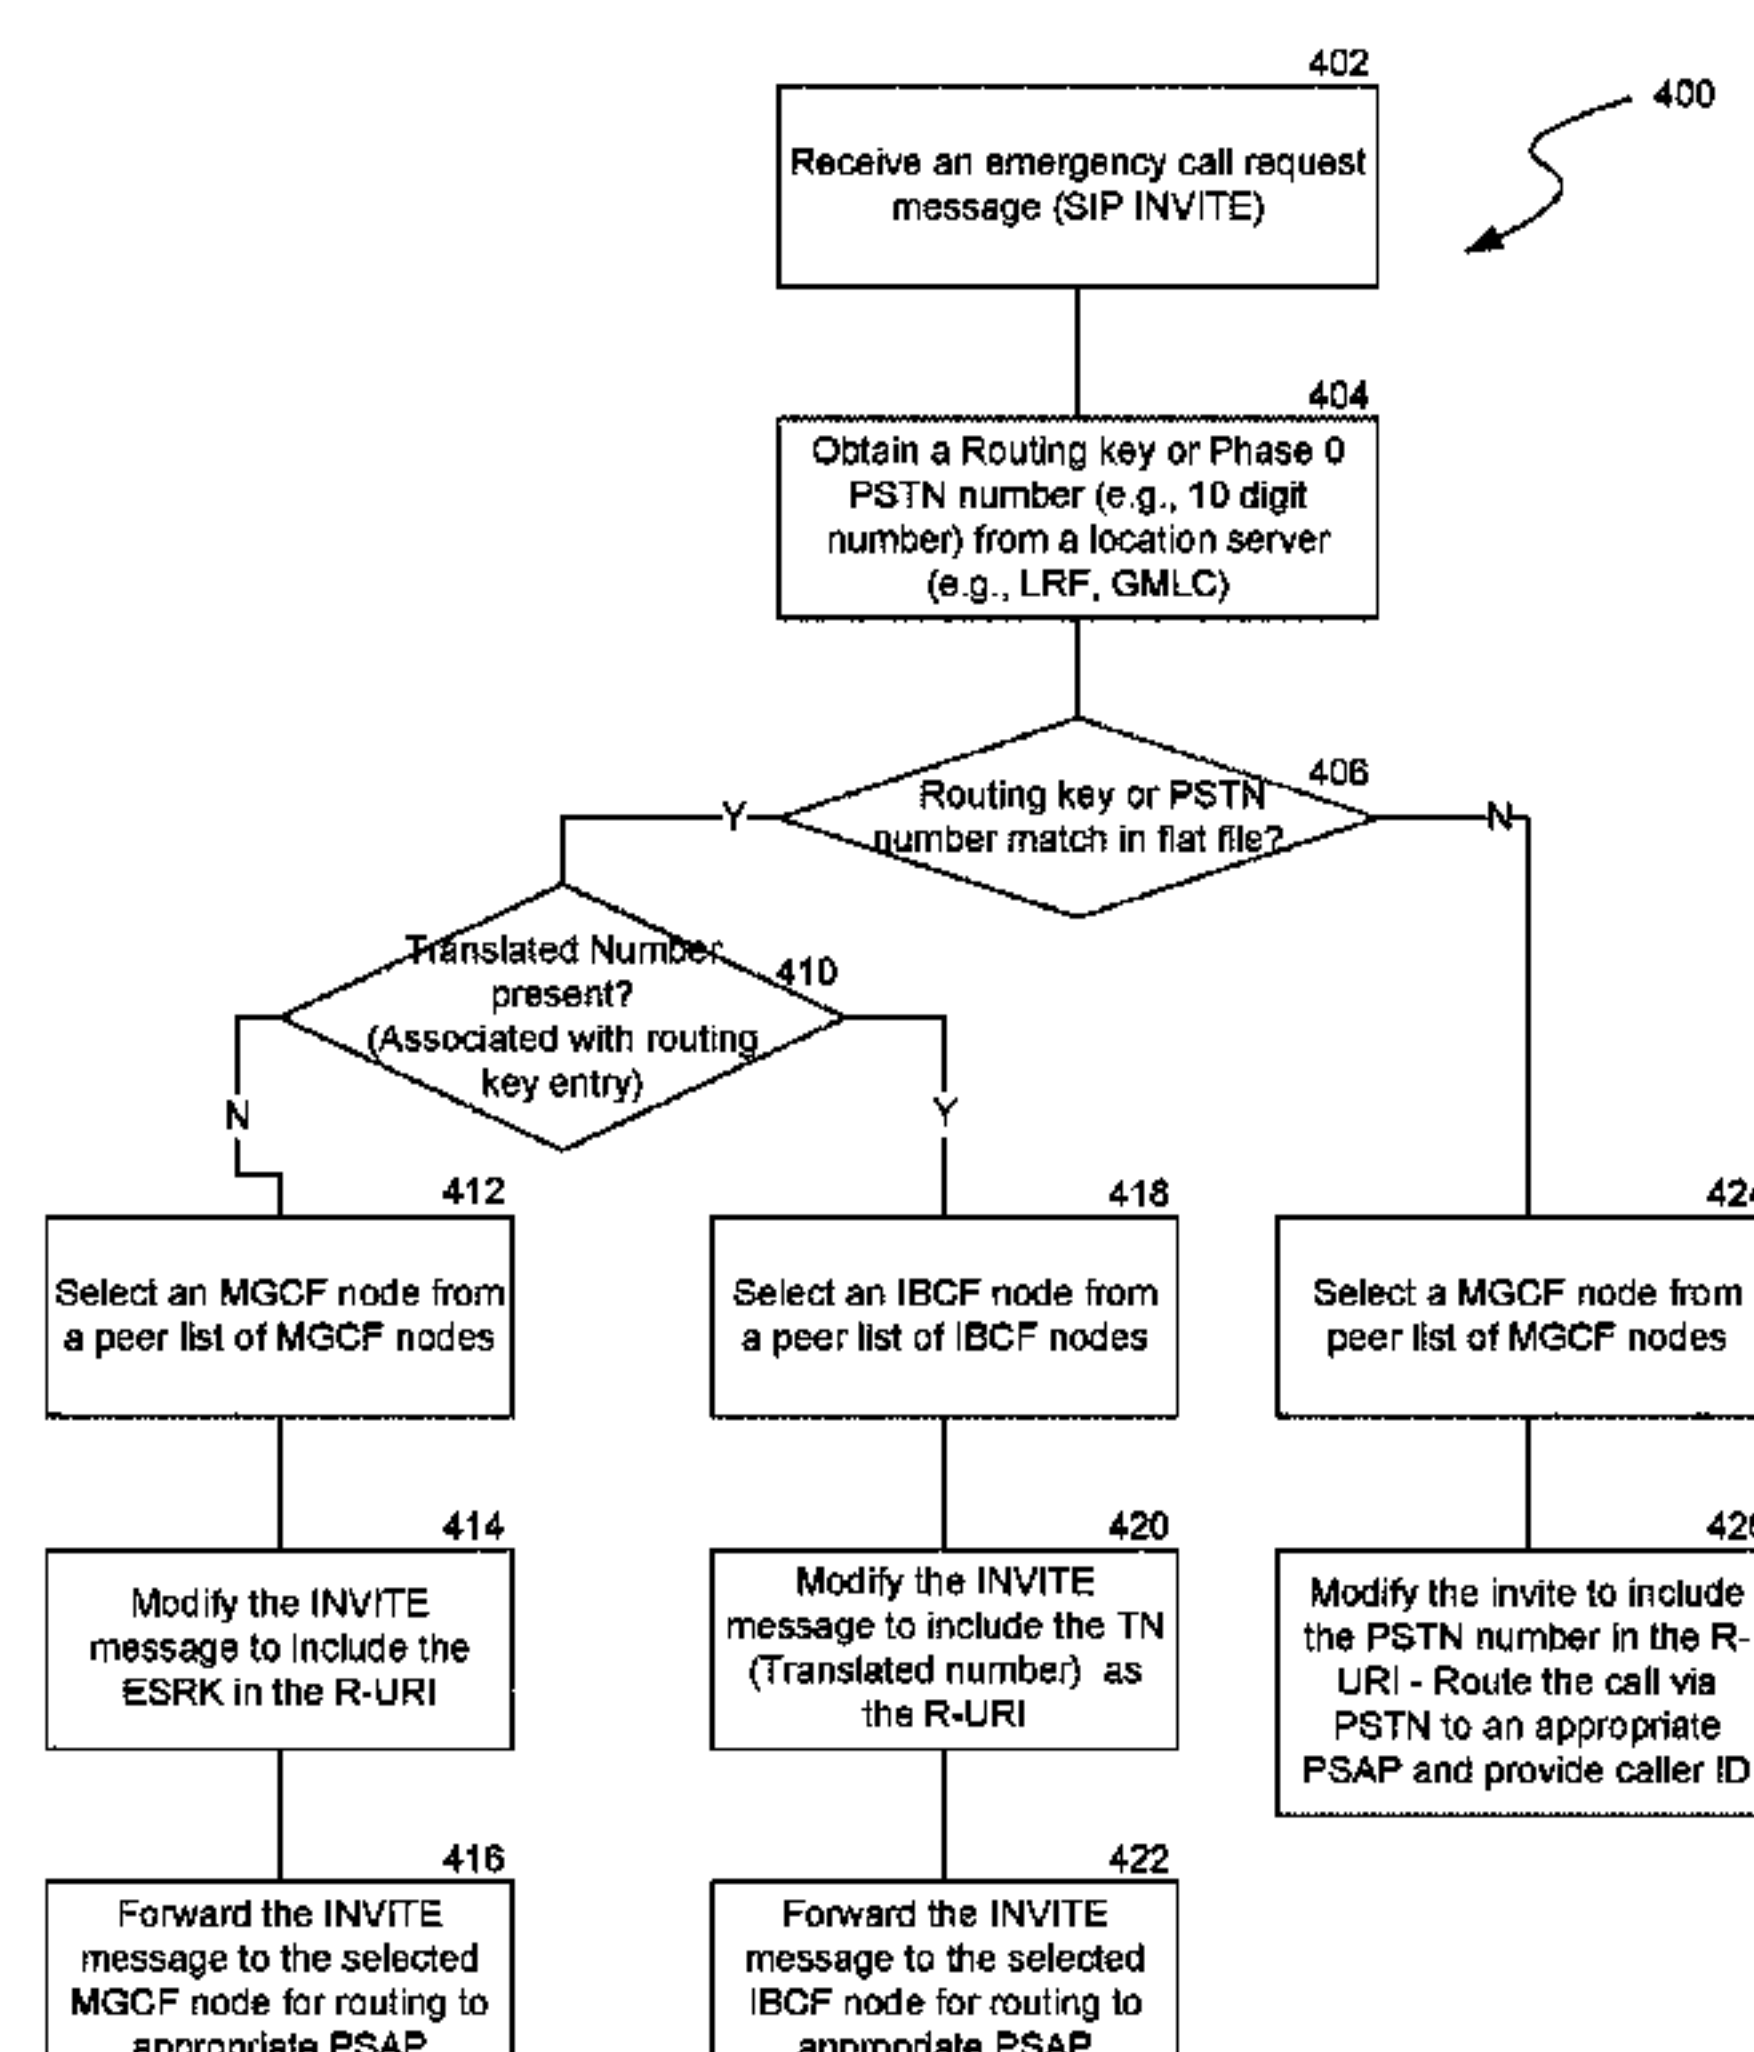 402
400
Receive an emergency call request
message (SIP INVITE)
404
Obtain a Routing key or Phase 0
PSTN number (e.g., 10 digit
number) from a location server
(e.g., LRF, GMLC)
406
Routing key or PSTN
number match in flat file?
Y
N
Translated Number
present?
(Associated with routing
key entry)
410
N
Y
412
Select an MGCF node from
a peer list of MGCF nodes
418
Select an IBCF node from
a peer list of IBCF nodes
424
Select a MGCF node from
peer list of MGCF nodes
414
Modify the INVITE
message to include the
ESRK in the R-URI
420
Modify the INVITE
message to include the TN
(Translated number) as
the R-URI
Modify the invite to include
the PSTN number in the R-
URI - Route the call via
PSTN to an appropriate
PSAP and provide caller ID
416
Forward the INVITE
message to the selected
MGCF node for routing to
appropriate PSAP
422
Forward the INVITE
message to the selected
IBCF node for routing to
appropriate PSAP